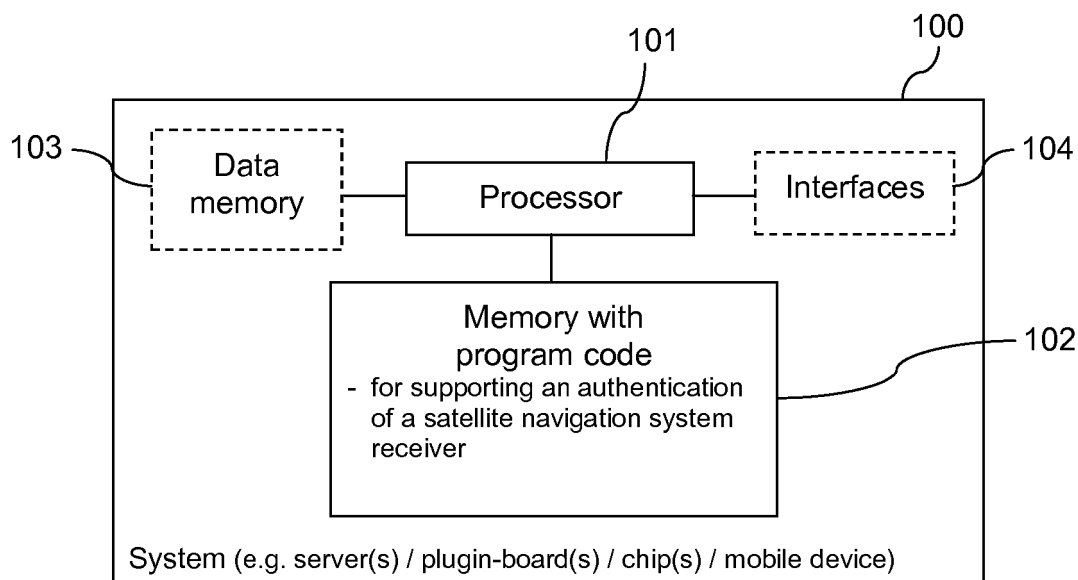 100
101
103
Data
memory
Processor
Interfaces
104
Memory with
program code
- for supporting an authentication
of a satellite navigation system
receiver
102
System (e.g. server(s) / plugin-board(s) / chip(s) / mobile device)